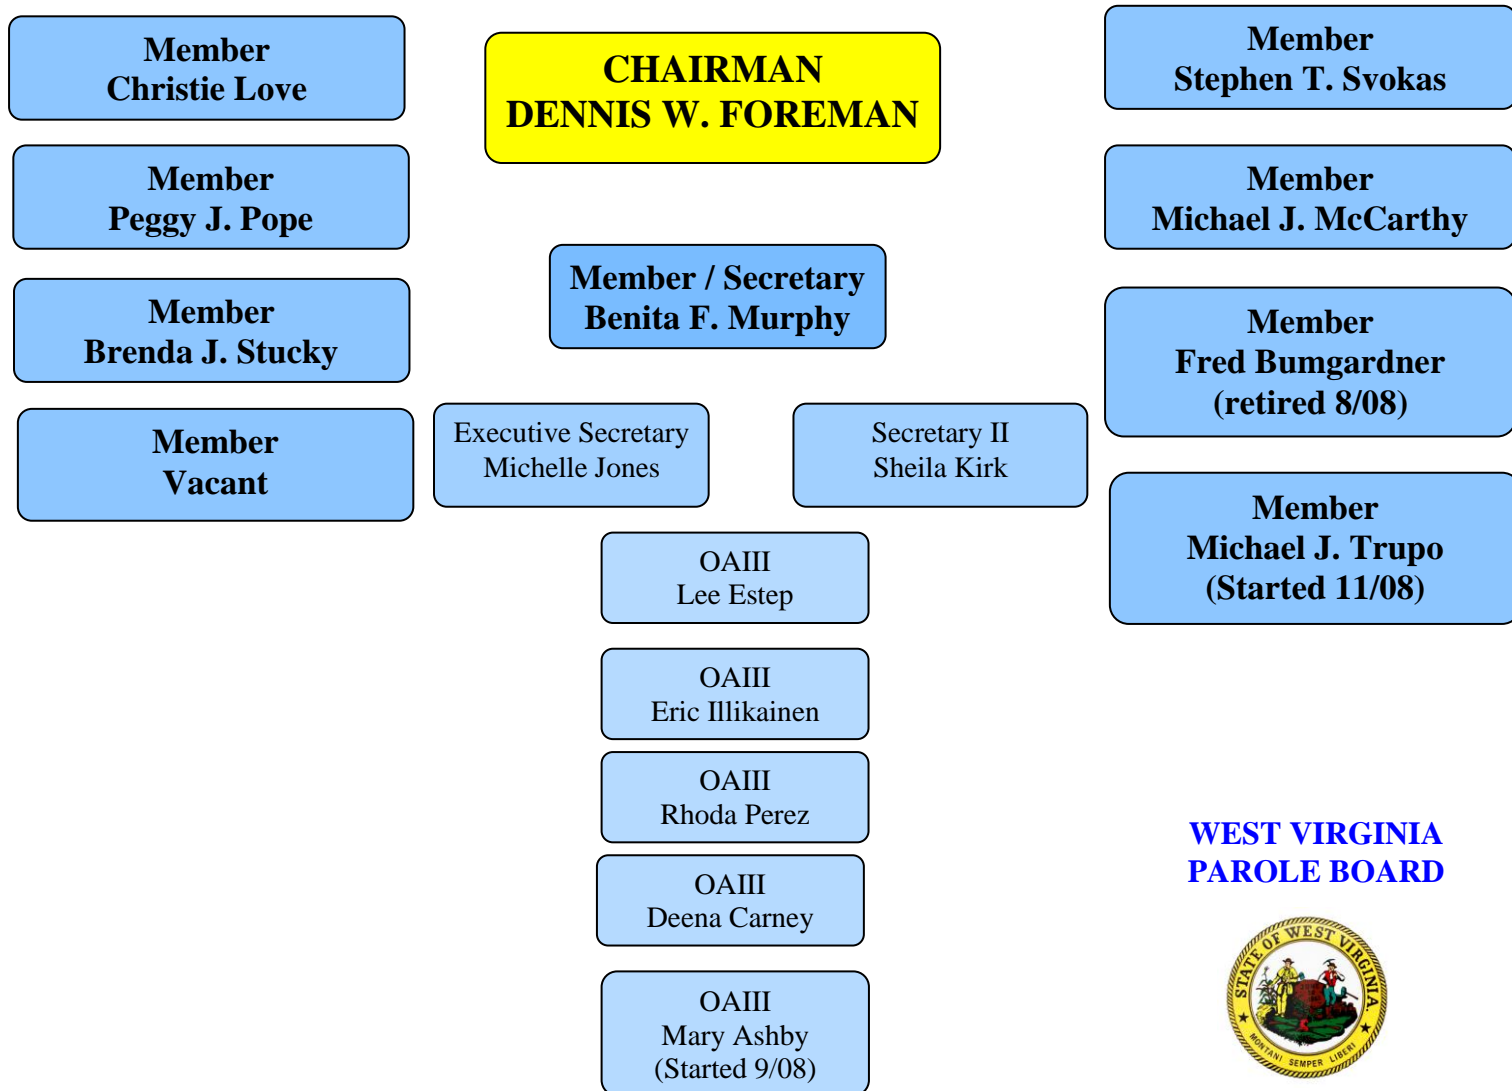 Member
Christie Love
Member
Peggy J. Pope
Member
Brenda J. Stucky
Member
Vacant
CHAIRMAN
DENNIS W. FOREMAN
Member / Secretary
Benita F. Murphy
Executive Secretary
Michelle Jones
Secretary II
Sheila Kirk
OAIII
Lee Estep
OAIII
Eric Illikainen
OAIII
Rhoda Perez
OAIII
Deena Carney
OAIII
Mary Ashby
(Started 9/08)
Member
Stephen T. Svokas
Member
Michael J. McCarthy
Member
Fred Bumgardner
(retired 8/08)
Member
Michael J. Trupo
(Started 11/08)
WEST VIRGINIA
PAROLE BOARD
STATE OF WEST VIRGINIA.
MONTANI SEMPER LIBERI